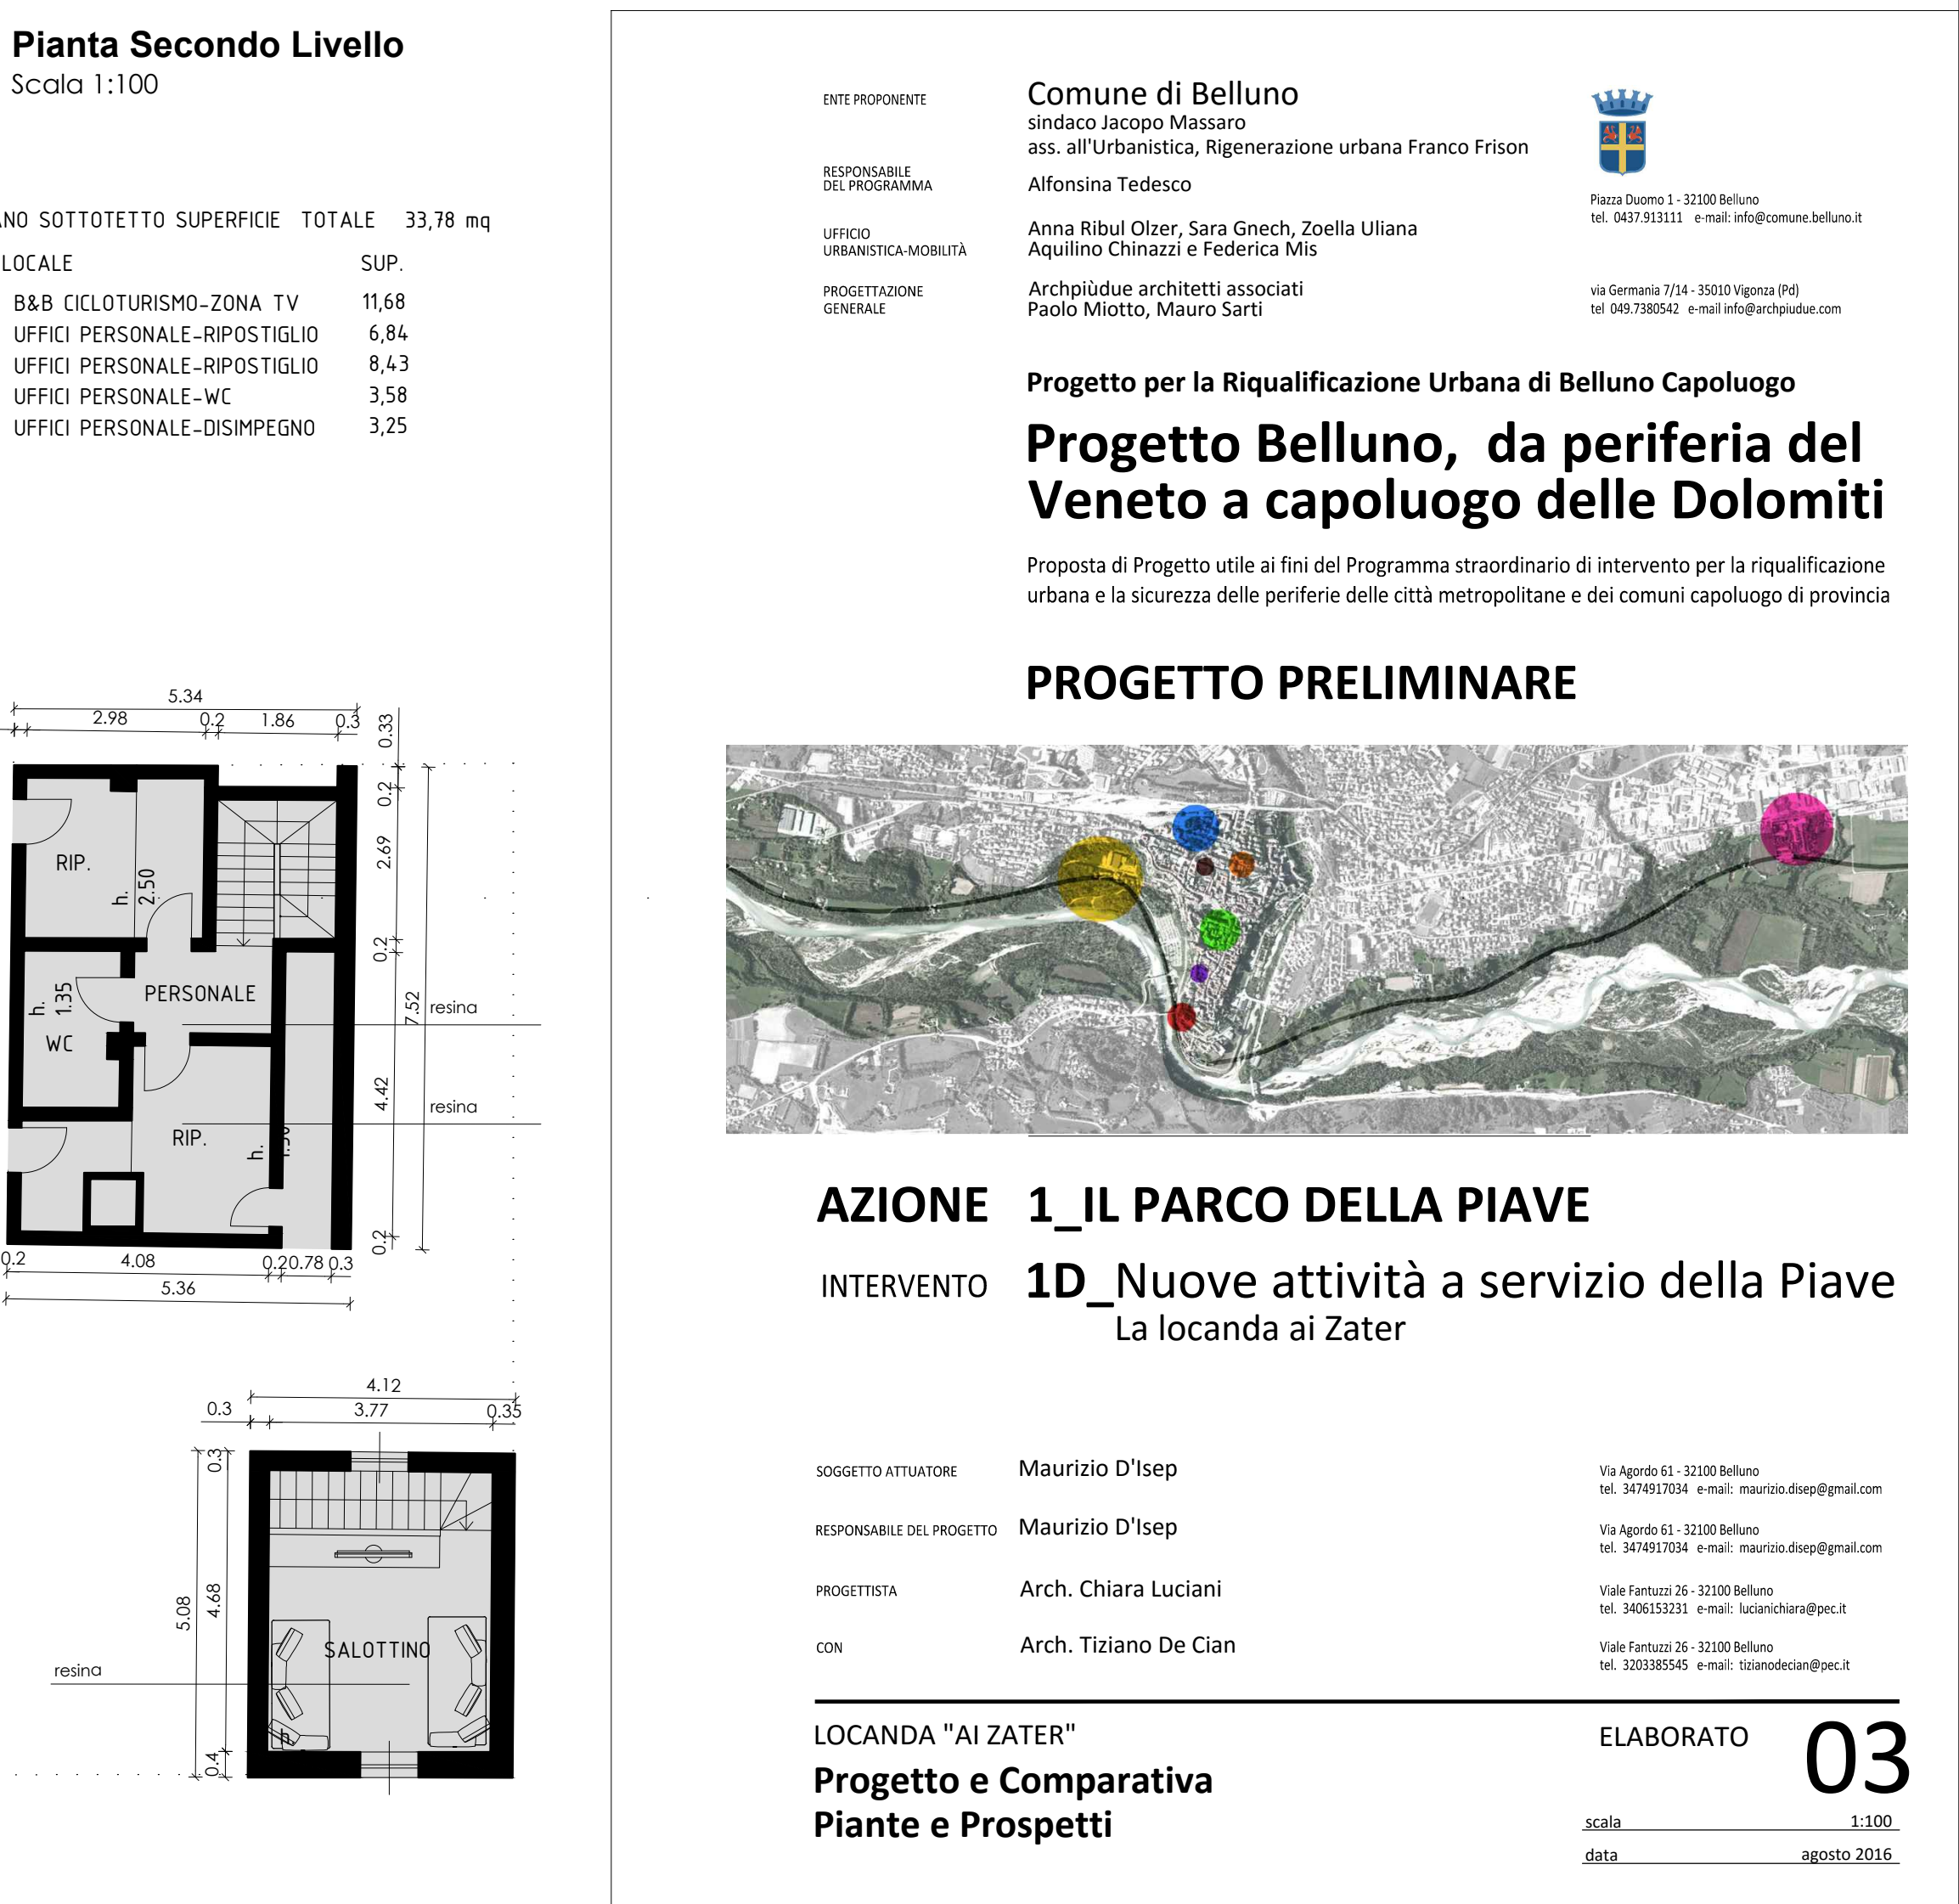 Pianta Secondo Livello
Scala 1:100
ANO SOTTOTETTO SUPERFICIE TOTALE 33,78 mq
LOCALE SUP.
B&B CICLOTURISMO-ZONA TV 11,68
UFFICI PERSONALE-RIPOSTIGLIO 6,84
UFFICI PERSONALE-RIPOSTIGLIO 8,43
UFFICI PERSONALE-WC 3,58
UFFICI PERSONALE-DISIMPEGNO 3,25
5.34
2.98 0.2 1.86 0.3
0.33
0.2
2.69
RIP.
h. 2.50
0.2
PERSONALE
h. 1.35
WC
7.52
resina
4.42
resina
RIP.
h.
0.2
0.2 4.08 0.2 0.78 0.3
5.36
4.12
0.3 3.77 0.35
0.3
5.08
4.68
SALOTTINO
resina
h.
0.4
ENTE PROPONENTE
Comune di Belluno
sindaco Jacopo Massaro
ass. all'Urbanistica, Rigenerazione urbana Franco Frison
RESPONSABILE
DEL PROGRAMMA
Alfonsina Tedesco
Piazza Duomo 1 - 32100 Belluno
tel. 0437.913111 e-mail: info@comune.belluno.it
UFFICIO
URBANISTICA-MOBILITÀ
Anna Ribul Olzer, Sara Gnech, Zoella Uliana
Aquilino Chinazzi e Federica Mis
PROGETTAZIONE
GENERALE
Archpiùdue architetti associati
Paolo Miotto, Mauro Sarti
via Germania 7/14 - 35010 Vigonza (Pd)
tel 049.7380542 e-mail info@archpiudue.com
Progetto per la Riqualificazione Urbana di Belluno Capoluogo
Progetto Belluno, da periferia del
Veneto a capoluogo delle Dolomiti
Proposta di Progetto utile ai fini del Programma straordinario di intervento per la riqualificazione
urbana e la sicurezza delle periferie delle città metropolitane e dei comuni capoluogo di provincia
PROGETTO PRELIMINARE
AZIONE 1_IL PARCO DELLA PIAVE
INTERVENTO 1D_Nuove attività a servizio della Piave
La locanda ai Zater
SOGGETTO ATTUATORE Maurizio D'Isep
Via Agordo 61 - 32100 Belluno
tel. 3474917034 e-mail: maurizio.disep@gmail.com
RESPONSABILE DEL PROGETTO Maurizio D'Isep
Via Agordo 61 - 32100 Belluno
tel. 3474917034 e-mail: maurizio.disep@gmail.com
PROGETTISTA Arch. Chiara Luciani
Viale Fantuzzi 26 - 32100 Belluno
tel. 3406153231 e-mail: lucianichiara@pec.it
CON Arch. Tiziano De Cian
Viale Fantuzzi 26 - 32100 Belluno
tel. 3203385545 e-mail: tizianodecian@pec.it
LOCANDA "AI ZATER"
Progetto e Comparativa
Piante e Prospetti
ELABORATO 03
scala 1:100
data agosto 2016